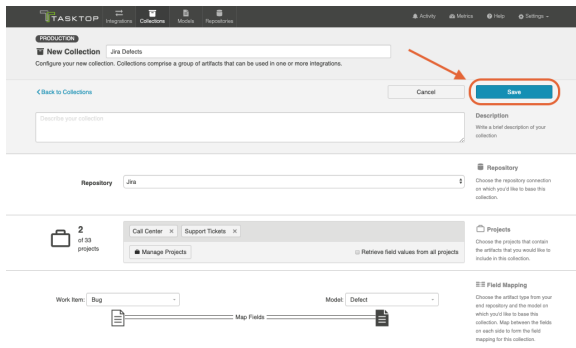 TASKTOP
Integrations
Collections
Models
Repositories
Activity
Metrics
Help
Settings
PRODUCTION
New Collection
Jira Defects
Configure your new collection. Collections comprise a group of artifacts that can be used in one or more integrations.
Back to Collections
Cancel
Save
Describe your collection
Description
Write a brief description of your
collection
Repository
Jira
Repository
Choose the repository connection
on which you'd like to base this
collection.
2
of 33
projects
Call Center ×
Support Tickets ×
Manage Projects
Retrieve field values from all projects
Projects
Choose the projects that contain
the artifacts that you would like to
include in this collection.
Work Item: Bug
Model: Defect
Map Fields
Field Mapping
Choose the artifact type from your
end repository and the model to
which you'd like to base this
collection. Map between the fields
on each side to form the field
mapping for this collection.